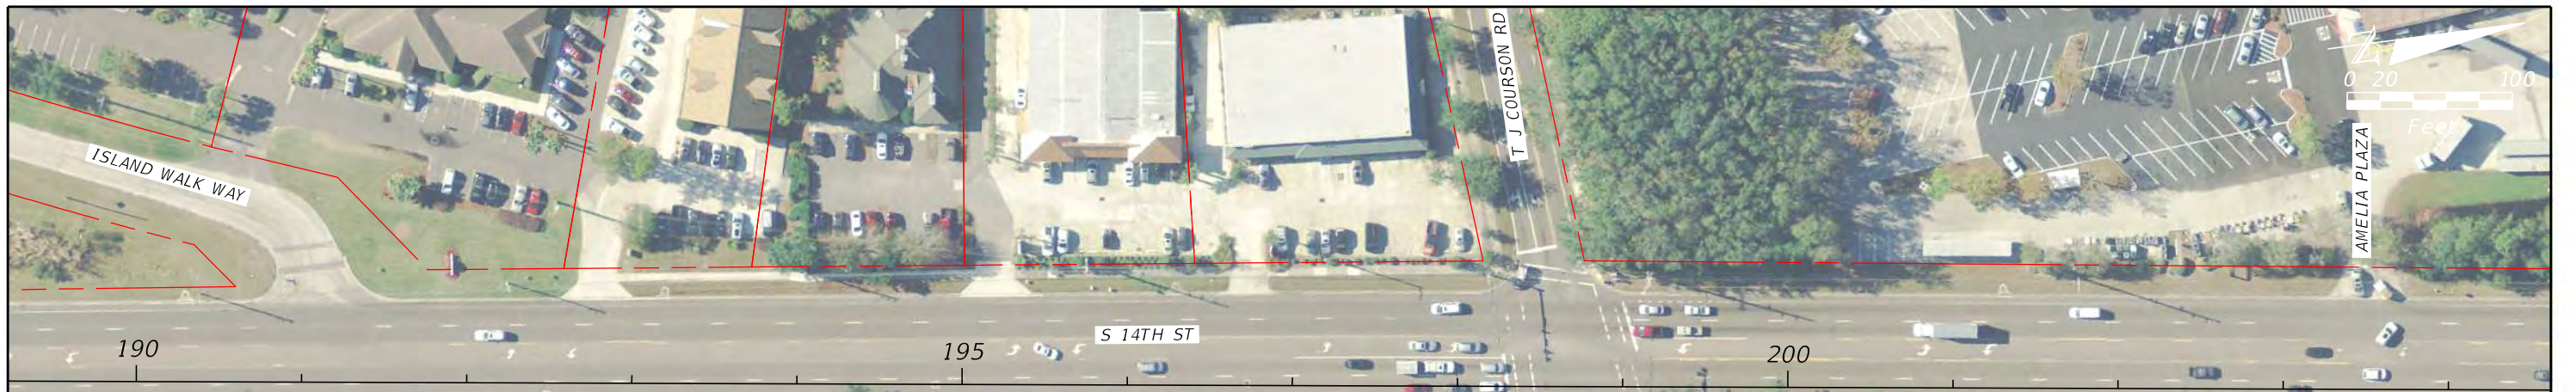 ISLAND WALK WAY
T J COURSON RD
AMELIA PLAZA
0 20 100
Feet
S 14TH ST
190
195
200